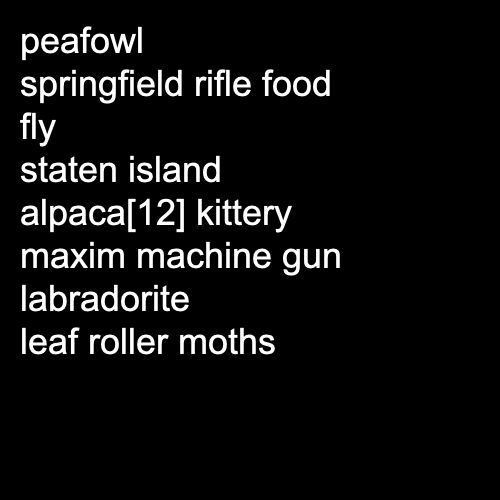 peafowl
springfield rifle food
fly
staten island
alpaca[12] kittery
maxim machine gun
labradorite
leaf roller moths